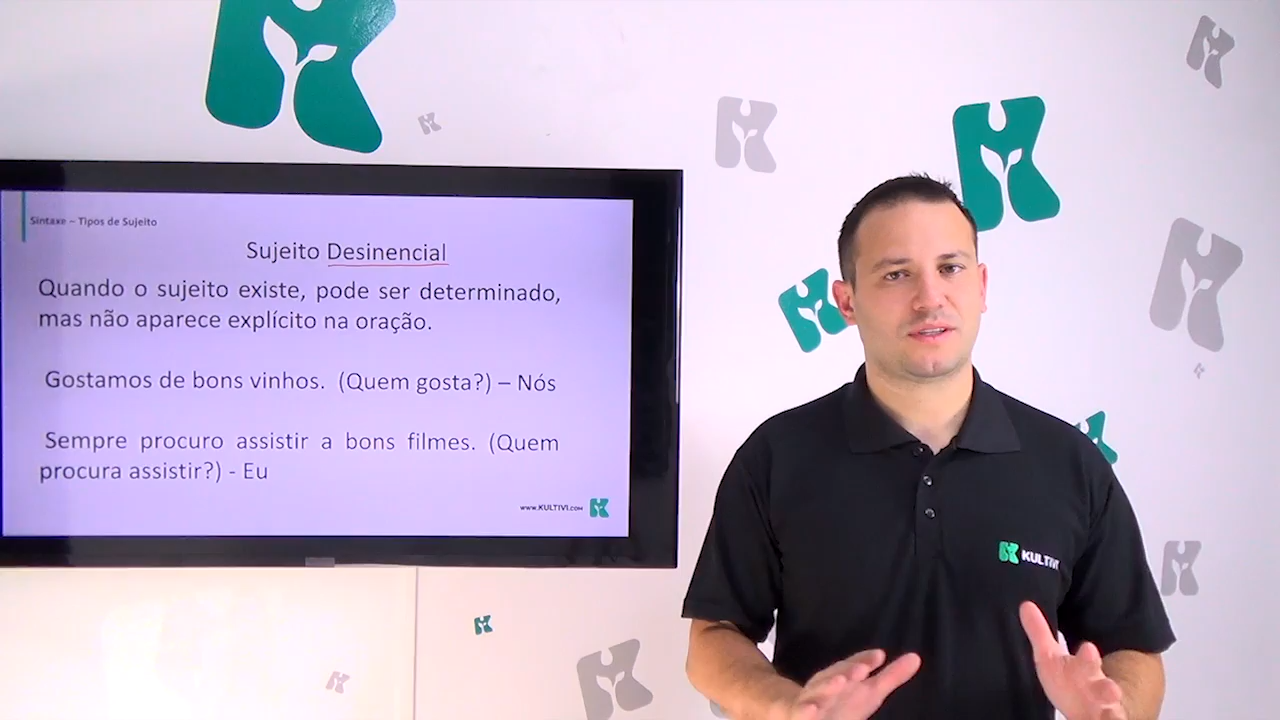 Sintaxe – Tipos de Sujeito
Sujeito Desinencial
Quando o sujeito existe, pode ser determinado,
mas não aparece explícito na oração.
Gostamos de bons vinhos. (Quem gosta?) – Nós
Sempre procuro assistir a bons filmes. (Quem
procura assistir?) - Eu
www.KULTIVI.com
KULTIVI